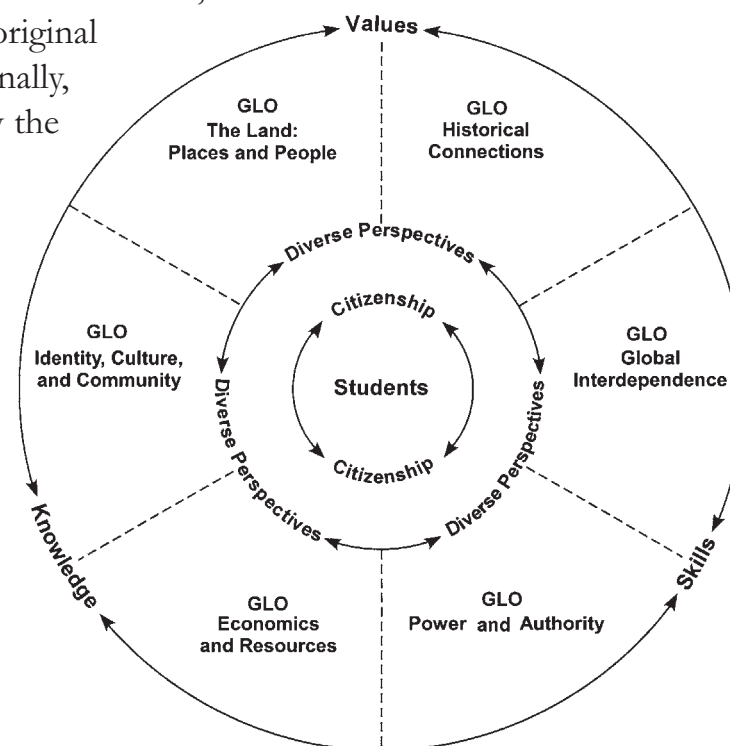 original
nally,
the
Values
GLO
The Land:
Places and People
GLO
Historical
Connections
Diverse Perspectives
Citizenship
GLO
Identity, Culture,
and Community
Students
GLO
Global
Interdependence
Diverse Perspectives
Diverse Perspectives
Citizenship
Knowledge
Skills
GLO
Economics
and Resources
GLO
Power and Authority